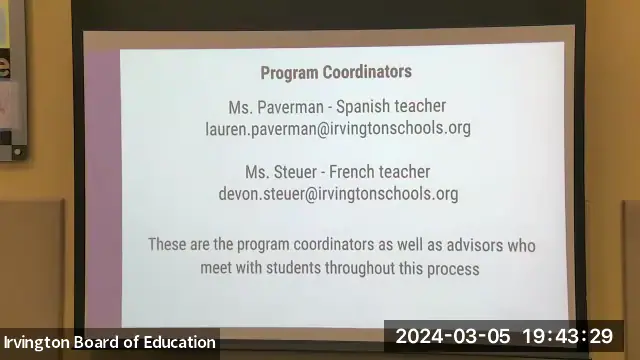 Program Coordinators
Ms. Paverman - Spanish teacher
lauren.paverman@irvingtonschools.org
Ms. Steuer - French teacher
devon.steuer@irvingtonschools.org
These are the program coordinators as well as advisors who
meet with students throughout this process
Irvington Board of Education
2024-03-05 19:43:29